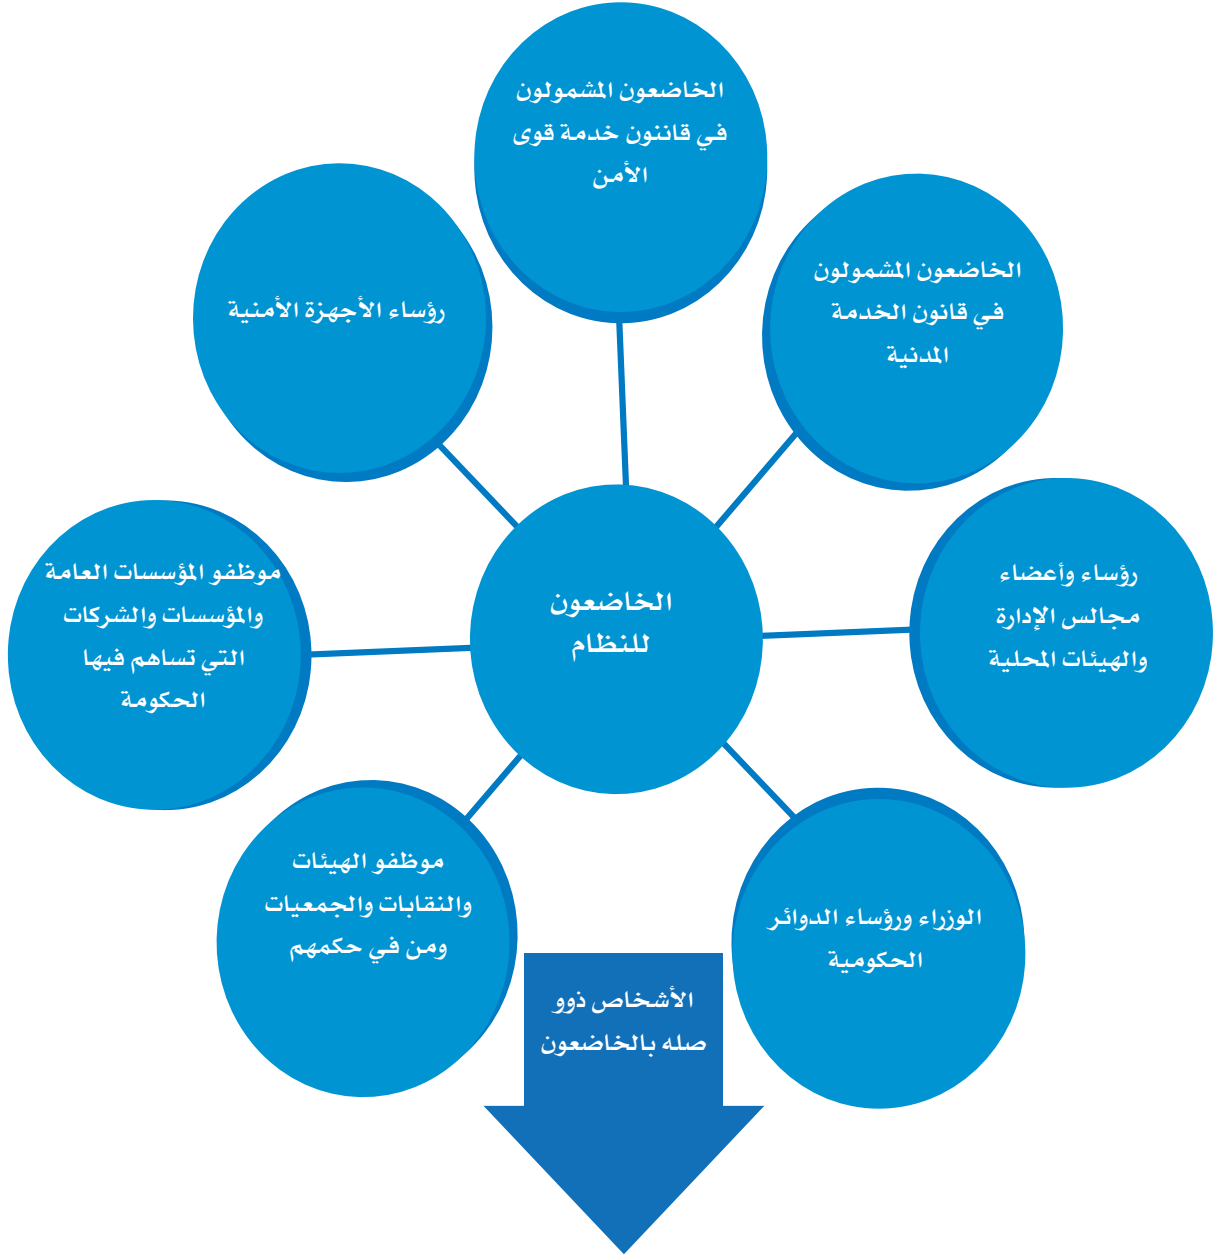 الخاضعون المشمولون
في قاننون خدمة قوى
الأمن
الخاضعون المشمولون
في قانون الخدمة
المدنية
رؤساء الأجهزة الأمنية
رؤساء وأعضاء
مجالس الإدارة
والهيئات المحلية
الخاضعون
للنظام
موظفو المؤسسات العامة
والمؤسسات والشركات
التي تساهم فيها
الحكومة
الوزراء ورؤساء الدوائر
الحكومية
موظفو الهيئات
والنقابات والجمعيات
ومن في حكمهم
الأشخاص ذوو
صله بالخاضعون